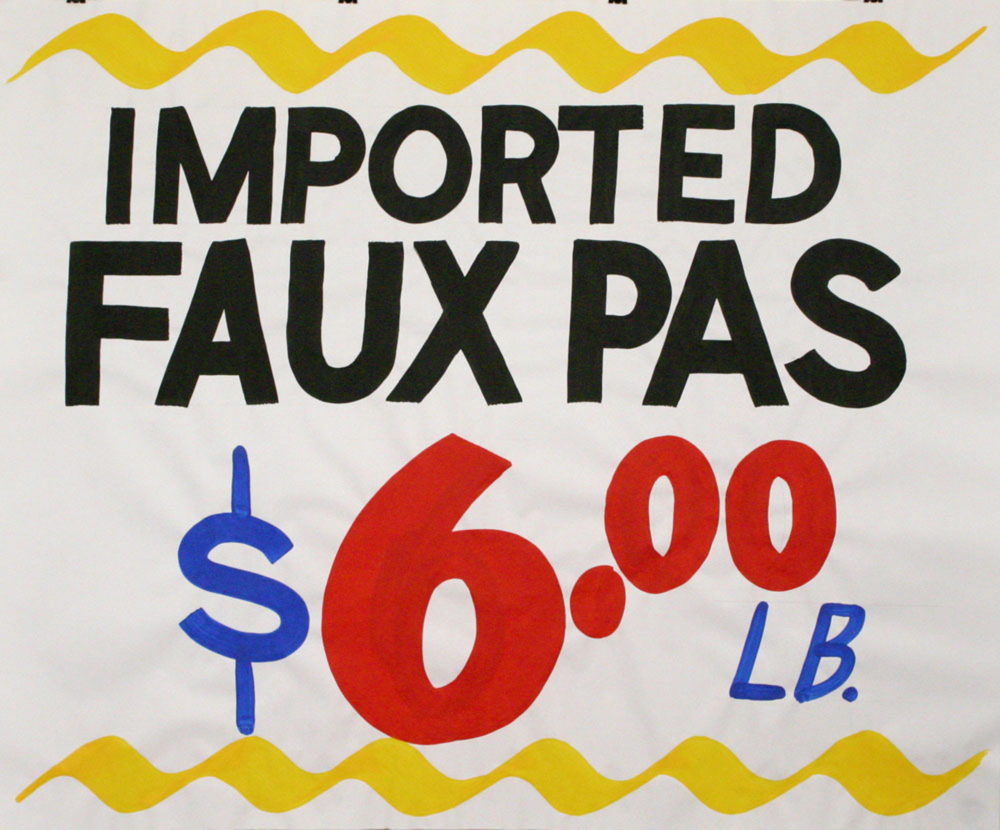 IMPORTED
FAUX PAS
$6.00
LB.